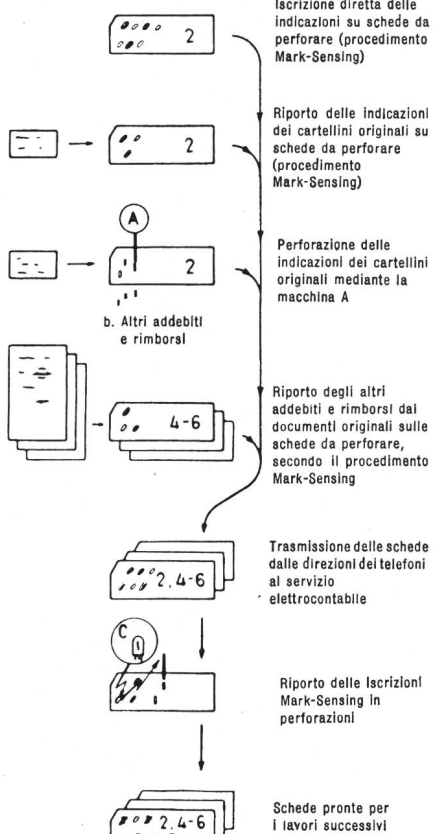 Iscrizione diretta delle
indicazioni su schede da
perforare (procedimento
Mark-Sensing)
2
Riporto delle indicazioni
dei cartellini originali su
schede da perforare
(procedimento
Mark-Sensing)
2
A
2
Perforazione delle
indicazioni dei cartellini
originali mediante la
macchina A
b. Altri addebiti
e rimborsi
4-6
Riporto degli altri
addebiti e rimborsi dai
documenti originali sulle
schede da perforare,
secondo il procedimento
Mark-Sensing
2,4-6
Trasmissione delle schede
dalle direzioni dei telefoni
al servizio
elettrocontabile
C
Riporto delle Iscrizioni
Mark-Sensing in
perforazioni
2,4-6
Schede pronte per
i lavori successivi